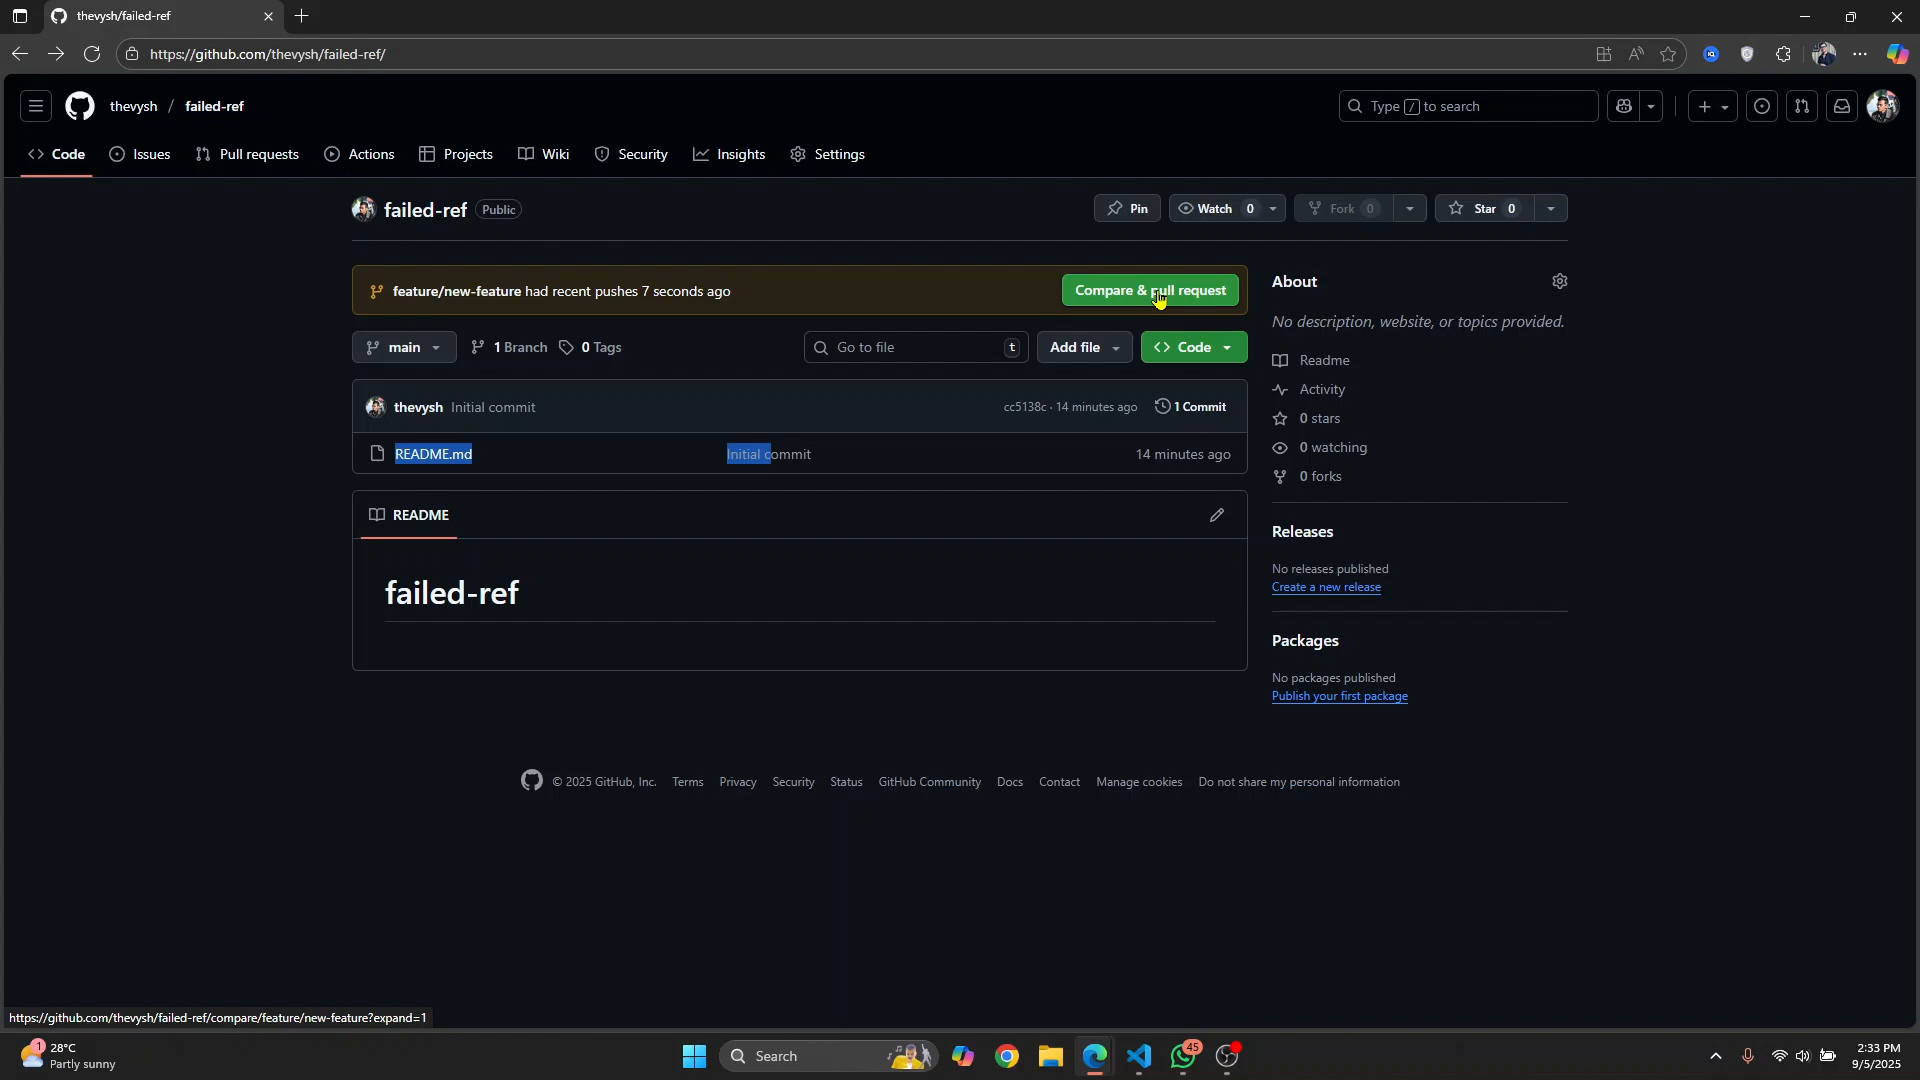 thevysh/failed-ref
https://github.com/thevysh/failed-ref/
thevysh / failed-ref
Type / to search
Code Issues Pull requests Actions Projects Wiki Security Insights Settings
failed-ref Public
Pin Watch 0 Fork 0 Star 0
feature/new-feature had recent pushes 7 seconds ago
Compare & pull request
main 1 Branch 0 Tags
Go to file t
Add file
Code
thevysh Initial commit
cc5138c · 14 minutes ago
1 Commit
README.md Initial commit 14 minutes ago
README
failed-ref
About
No description, website, or topics provided.
Readme
Activity
0 stars
0 watching
0 forks
Releases
No releases published
Create a new release
Packages
No packages published
Publish your first package
© 2025 GitHub, Inc. Terms Privacy Security Status GitHub Community Docs Contact Manage cookies Do not share my personal information
https://github.com/thevysh/failed-ref/compare/feature/new-feature?expand=1
1
28°C
Partly sunny
Search
45
2:33 PM
9/5/2025